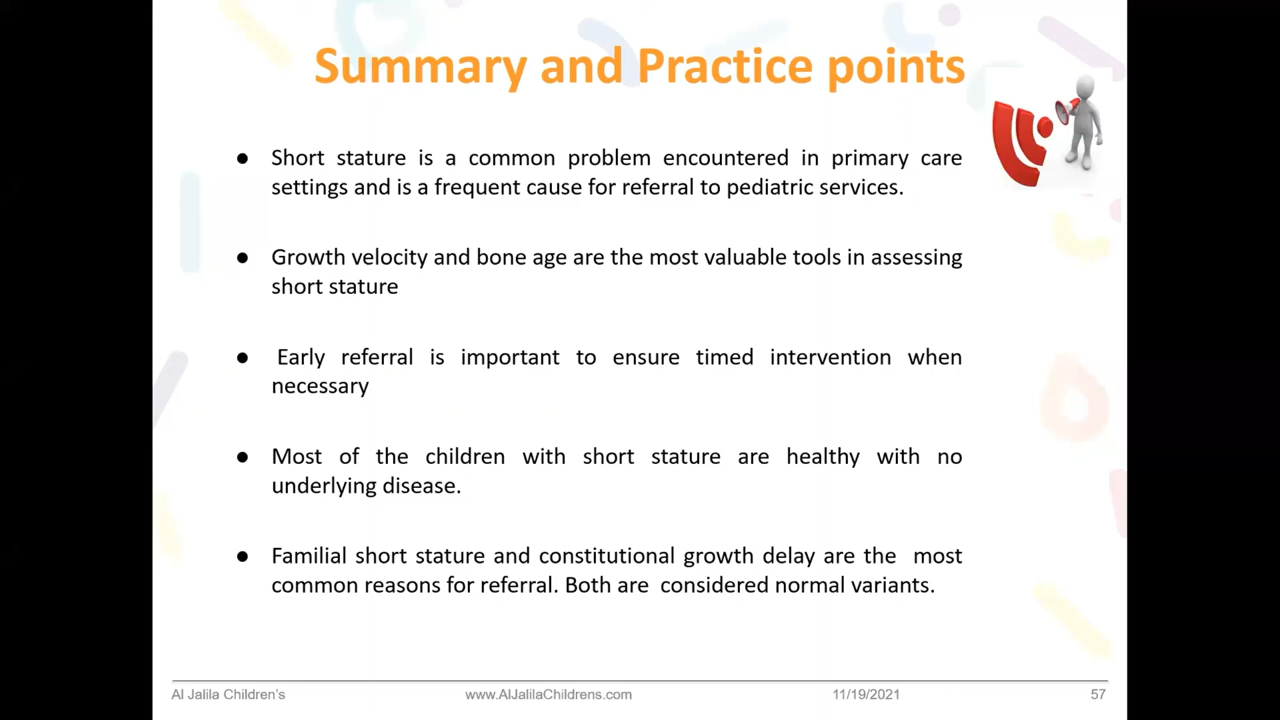 Summary and Practice points
● Short stature is a common problem encountered in primary care
settings and is a frequent cause for referral to pediatric services.
● Growth velocity and bone age are the most valuable tools in assessing
short stature
● Early referral is important to ensure timed intervention when
necessary
● Most of the children with short stature are healthy with no
underlying disease.
● Familial short stature and constitutional growth delay are the most
common reasons for referral. Both are considered normal variants.
Al Jalila Children's www.AlJalilaChildrens.com 11/19/2021 57